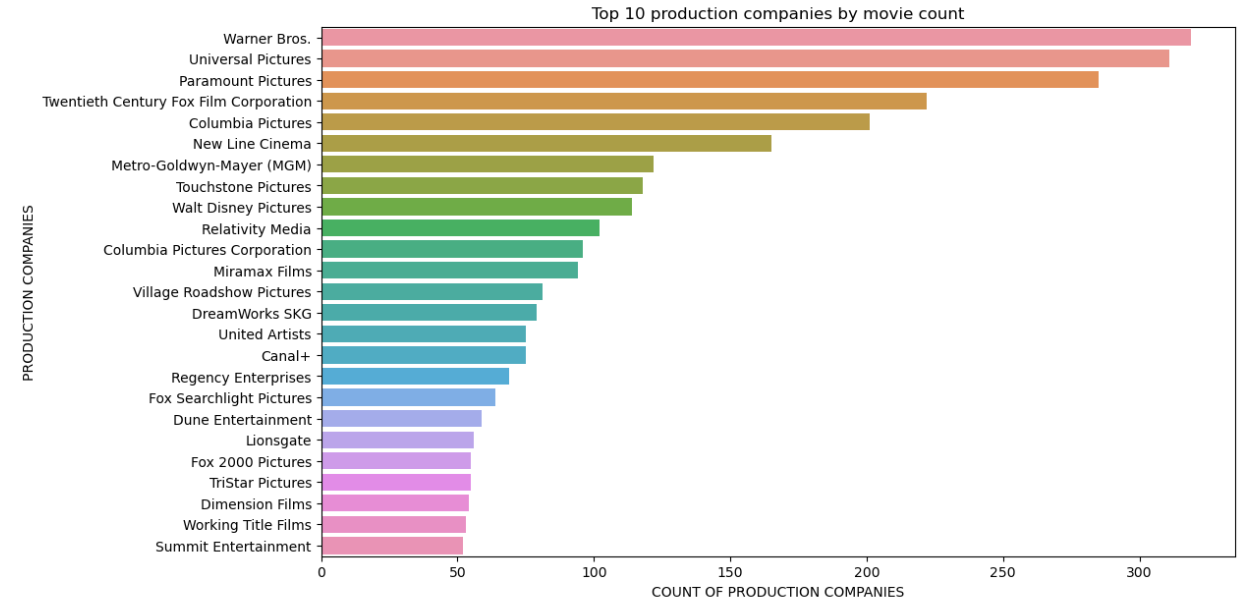 Top 10 production companies by movie count
PRODUCTION COMPANIES
Warner Bros.
Universal Pictures
Paramount Pictures
Twentieth Century Fox Film Corporation
Columbia Pictures
New Line Cinema
Metro-Goldwyn-Mayer (MGM)
Touchstone Pictures
Walt Disney Pictures
Relativity Media
Columbia Pictures Corporation
Miramax Films
Village Roadshow Pictures
DreamWorks SKG
United Artists
Canal+
Regency Enterprises
Fox Searchlight Pictures
Dune Entertainment
Lionsgate
Fox 2000 Pictures
TriStar Pictures
Dimension Films
Working Title Films
Summit Entertainment
0 50 100 150 200 250 300
COUNT OF PRODUCTION COMPANIES